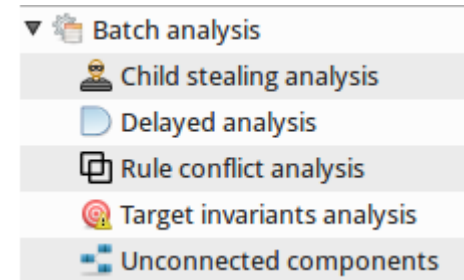 Batch analysis
Child stealing analysis
Delayed analysis
Rule conflict analysis
Target invariants analysis
Unconnected components